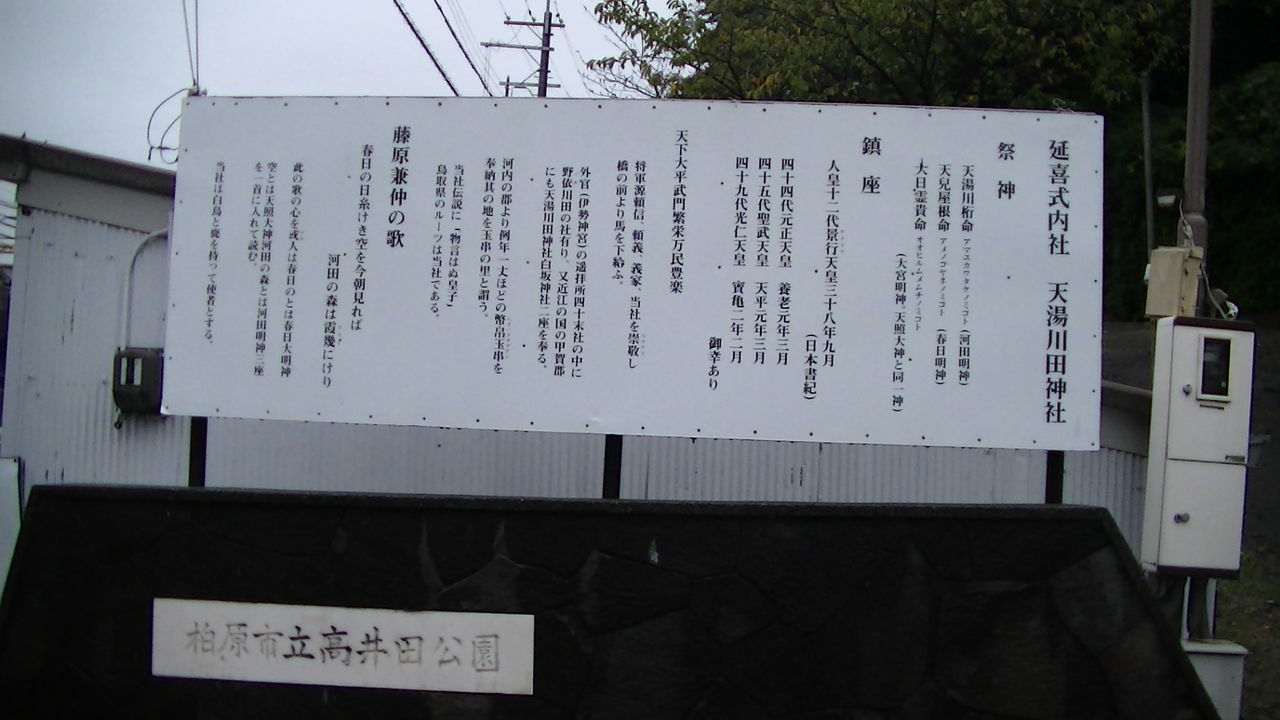 延喜式内社 天湯川田神社
祭神
天湯川桁命 アマユカワタケノミコト (河田明神)
天児屋根命 アメノコヤネノミコト (春日明神)
大日霊貴命 オオヒルメムチノミコト
(大宮明神、天照大神と同一神)
鎮座
人皇十二代景行天皇三十八年九月
(日本書紀)
四十四代元正天皇 養老元年二月
四十五代聖武天皇 天平元年三月
四十九代光仁天皇 寶亀二年二月
御幸あり
天下大平武門繁栄万民豊楽
将軍源頼信、頼義、義家、当社を崇敬し
橋の前より馬を下給ふ。
外宮(伊勢神宮)の遥拝所四十末社の中に
野依川田の社有り、又近江の国の甲賀郡
にも天湯川田神社白坂神社二座を奉る。
河内の郡より例年一丈ほどの幣帛玉串を
奉納其の地を玉串の里と謂う。
当社伝説に「物言はぬ皇子」
鳥取県のルーツは当社である。
藤原兼仲の歌
春日の日の糸けき空を今朝見れば
河田の森は霞幾にけり
此の歌の心を或人は春日のとは春日大明神
空とは天照大神河田の森とは河田明神三座
を一首に入れて読む。
当社は白鳥と鹿を持って使者とする。
柏原市立高井田公園